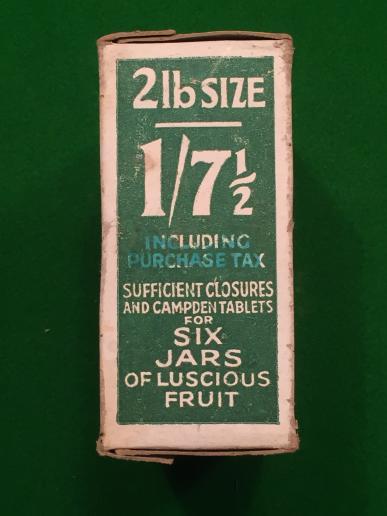 2lb SIZE
1/7½
INCLUDING
PURCHASE TAX
SUFFICIENT CLOSURES
AND CAMPDEN TABLETS
FOR
SIX
JARS
OF LUSCIOUS
FRUIT